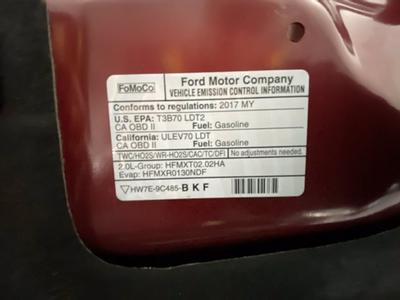 FoMoCo
Ford Motor Company
VEHICLE EMISSION CONTROL INFORMATION
Conforms to regulations: 2017 MY
U.S. EPA: T3B70 LDT2
CA OBD II Fuel: Gasoline
California: ULEV70 LDT
CA OBD II Fuel: Gasoline
TWC/HO2S/WR-HO2S/CAC/TC/DFI No adjustments needed.
2.0L-Group: HFMXT02.02HA
Evap: HFMXR0130NDF
HW7E-9C485-BKF